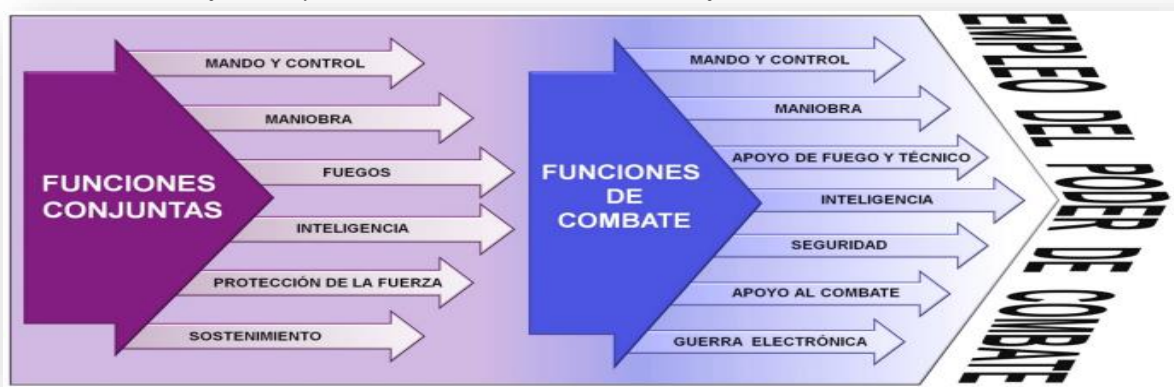 FUNCIONES
CONJUNTAS
MANDO Y CONTROL
MANIOBRA
FUEGOS
INTELIGENCIA
PROTECCIÓN DE LA FUERZA
SOSTENIMIENTO
FUNCIONES
DE
COMBATE
MANDO Y CONTROL
MANIOBRA
APOYO DE FUEGO Y TÉCNICO
INTELIGENCIA
SEGURIDAD
APOYO AL COMBATE
GUERRA ELECTRÓNICA
EMPLEO DEL PODER DE COMBATE